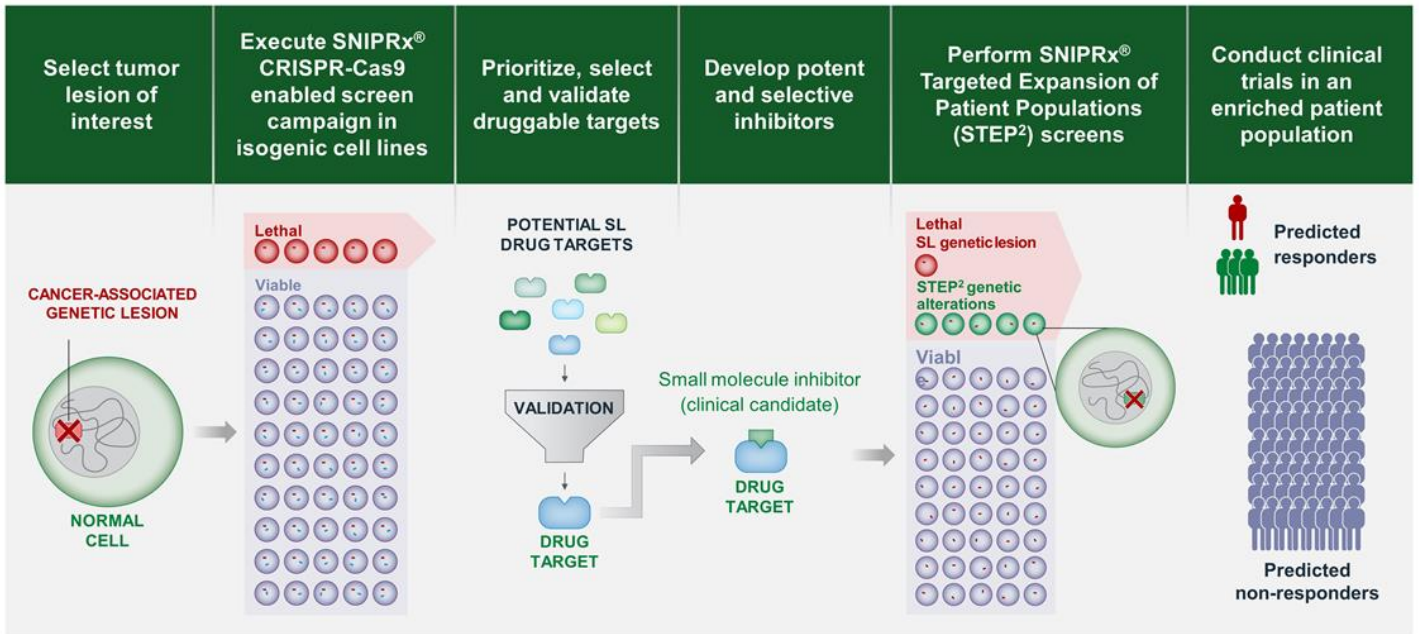 Select tumor
lesion of
interest
Execute SNIPRx®
CRISPR-Cas9
enabled screen
campaign in
isogenic cell lines
Prioritize, select
and validate
druggable targets
Develop potent
and selective
inhibitors
Perform SNIPRx®
Targeted Expansion of
Patient Populations
(STEP²) screens
Conduct clinical
trials in an
enriched patient
population
CANCER-ASSOCIATED
GENETIC LESION
NORMAL
CELL
Lethal
Viable
POTENTIAL SL
DRUG TARGETS
VALIDATION
DRUG
TARGET
Small molecule inhibitor
(clinical candidate)
DRUG
TARGET
Lethal
SL genetic lesion
STEP² genetic
alterations
Viabl
e
Predicted
responders
Predicted
non-responders